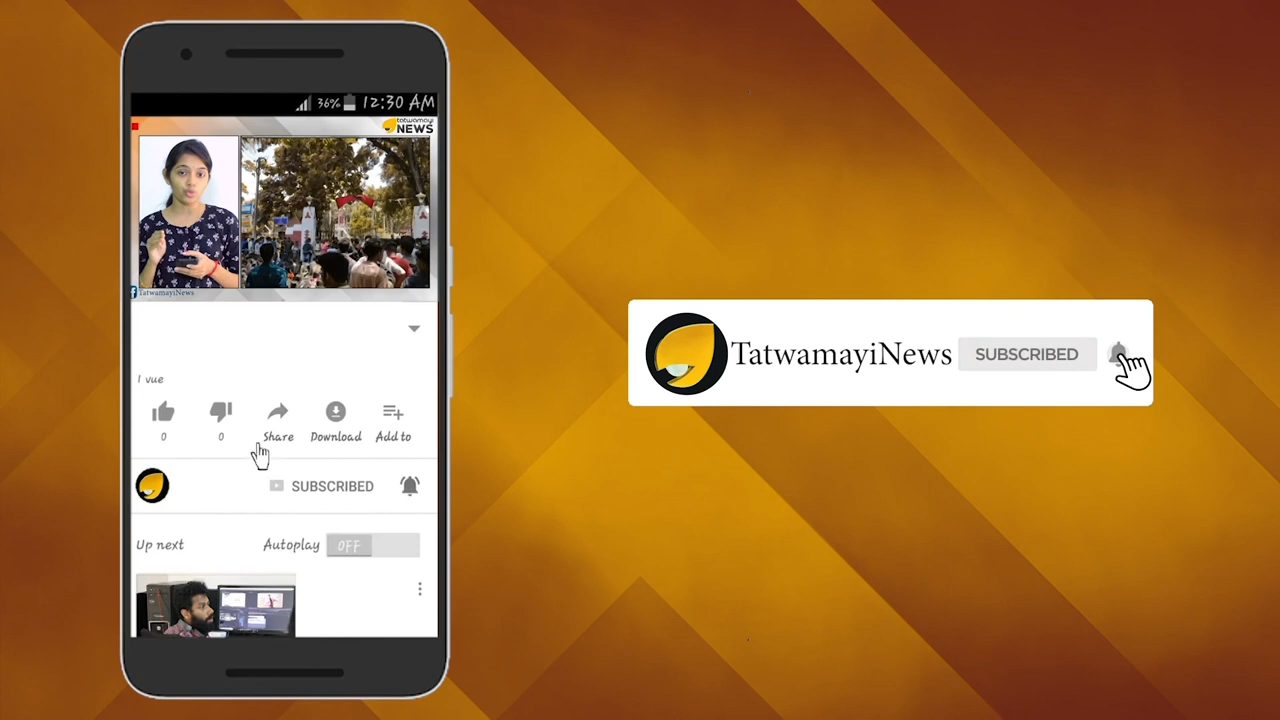 36% 12:30 AM
tatwamayi
NEWS
TatwamayiNews
1 vue
0 0 Share Download Add to
SUBSCRIBED
Up next Autoplay OFF
TatwamayiNews SUBSCRIBED